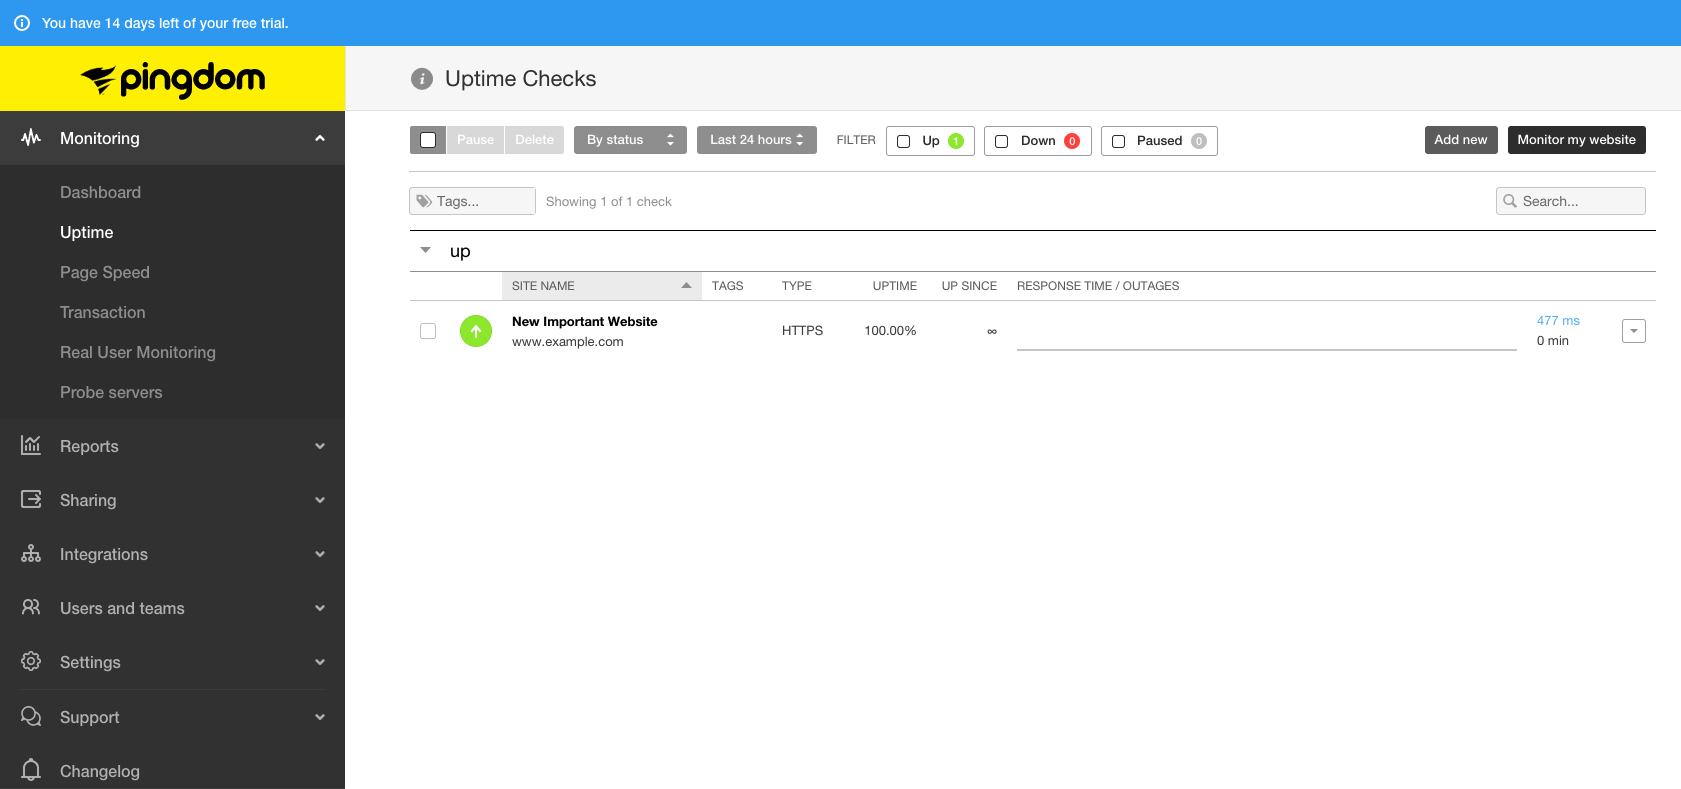 You have 14 days left of your free trial.
pingdom
Uptime Checks
Monitoring
Dashboard
Uptime
Page Speed
Transaction
Real User Monitoring
Probe servers
Reports
Sharing
Integrations
Users and teams
Settings
Support
Changelog
Pause Delete By status Last 24 hours FILTER Up 1 Down 0 Paused 0 Add new Monitor my website
Tags... Showing 1 of 1 check Search...
up
SITE NAME TAGS TYPE UPTIME UP SINCE RESPONSE TIME / OUTAGES
New Important Website
www.example.com
HTTPS 100.00% ∞
477 ms
0 min